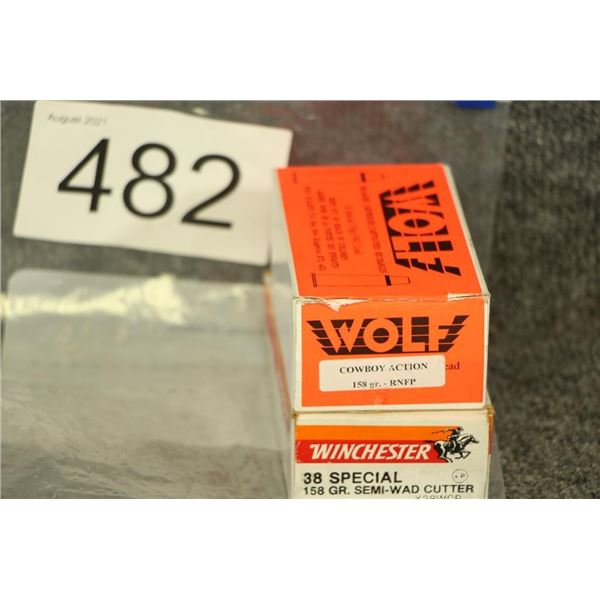 August 2021
482
WOLF
WOLF
COWBOY ACTION
158 gr. - RNFP
WINCHESTER
38 SPECIAL
+P
158 GR. SEMI-WAD CUTTER